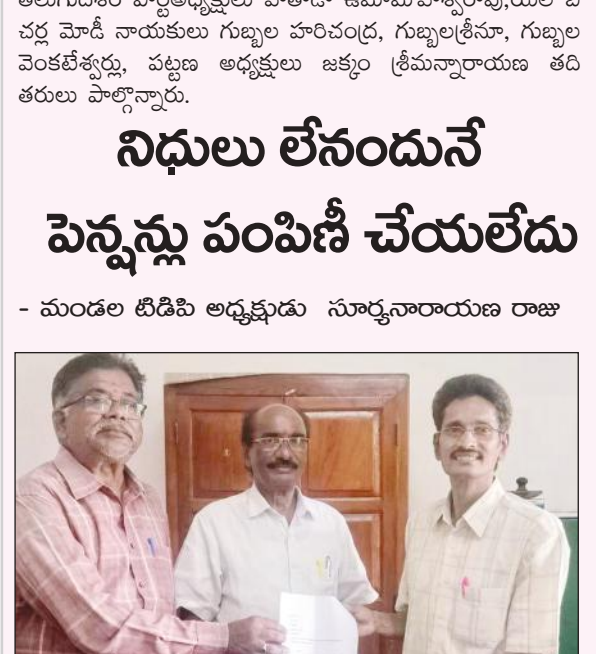 చర్ల మోడీ నాయకులు గుబ్బల హరిచంద్ర, గుబ్బలశ్రీనూ, గుబ్బల
వెంకటేశ్వర్లు, పట్టణ అధ్యక్షులు జక్కం శ్రీమన్నారాయణ తది
తరులు పాల్గొన్నారు.
నిధులు లేనందునే
పెన్షన్లు పంపిణీ చేయలేదు
- మండల టిడిపి అధ్యక్షుడు సూర్యనారాయణ రాజు